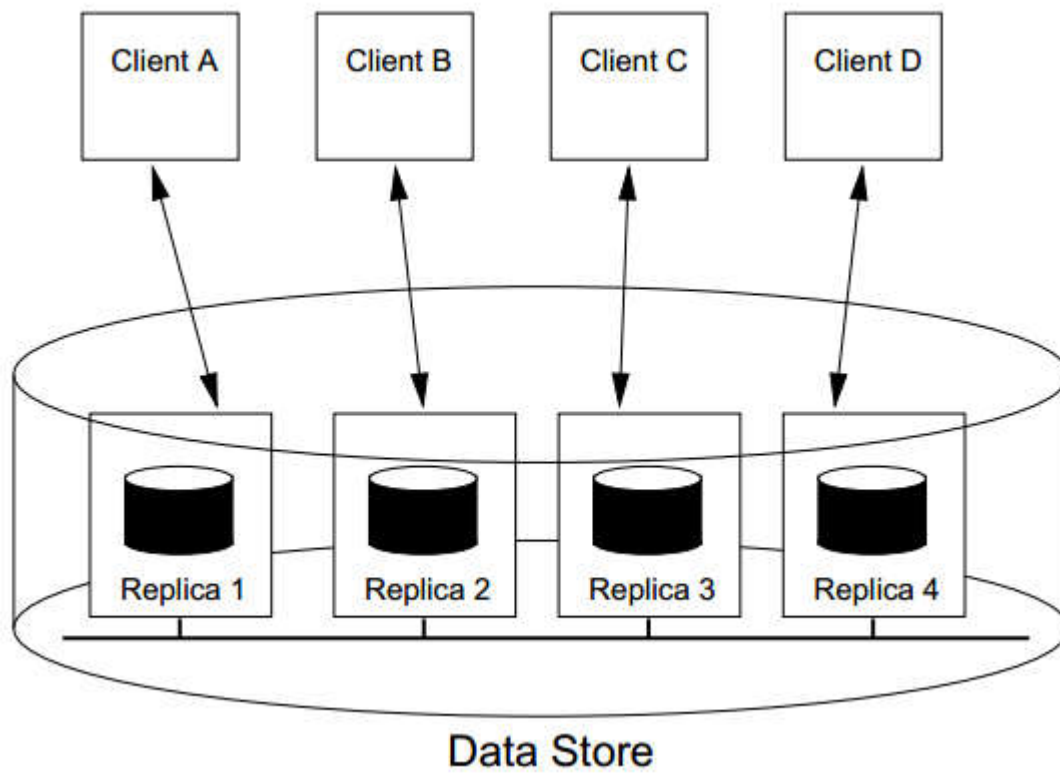 Client A
Client B
Client C
Client D
Replica 1
Replica 2
Replica 3
Replica 4
Data Store